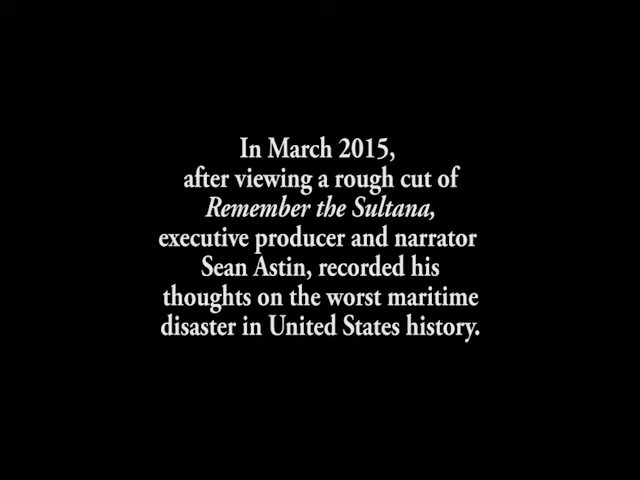 In March 2015,
after viewing a rough cut of
Remember the Sultana,
executive producer and narrator
Sean Astin, recorded his
thoughts on the worst maritime
disaster in United States history.